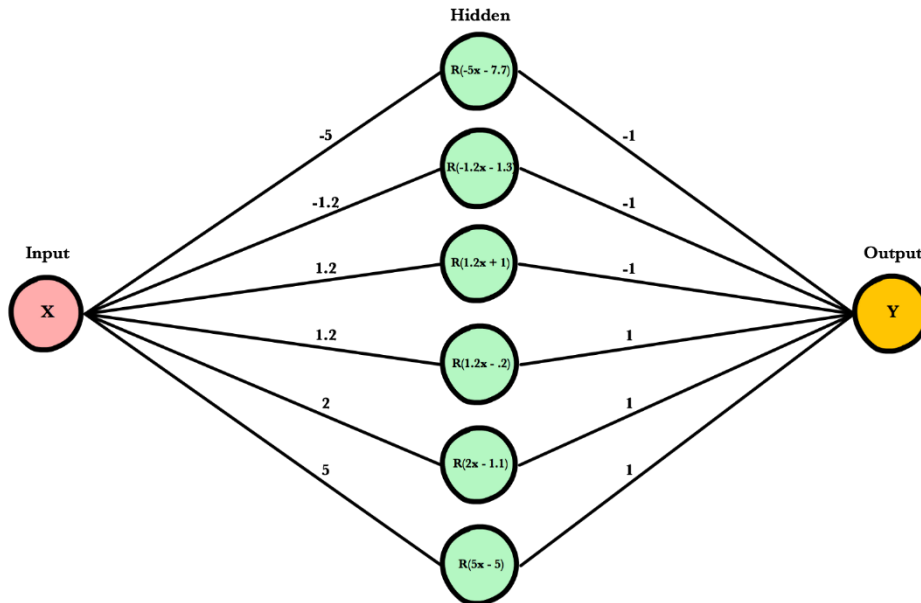 Hidden
R(-5x - 7.7)
-5
-1
R(-1.2x - 1.3)
-1.2
-1
Input
Output
R(1.2x + 1)
1.2
-1
X
Y
1.2
1
R(1.2x - .2)
2
1
R(2x - 1.1)
5
1
R(5x - 5)